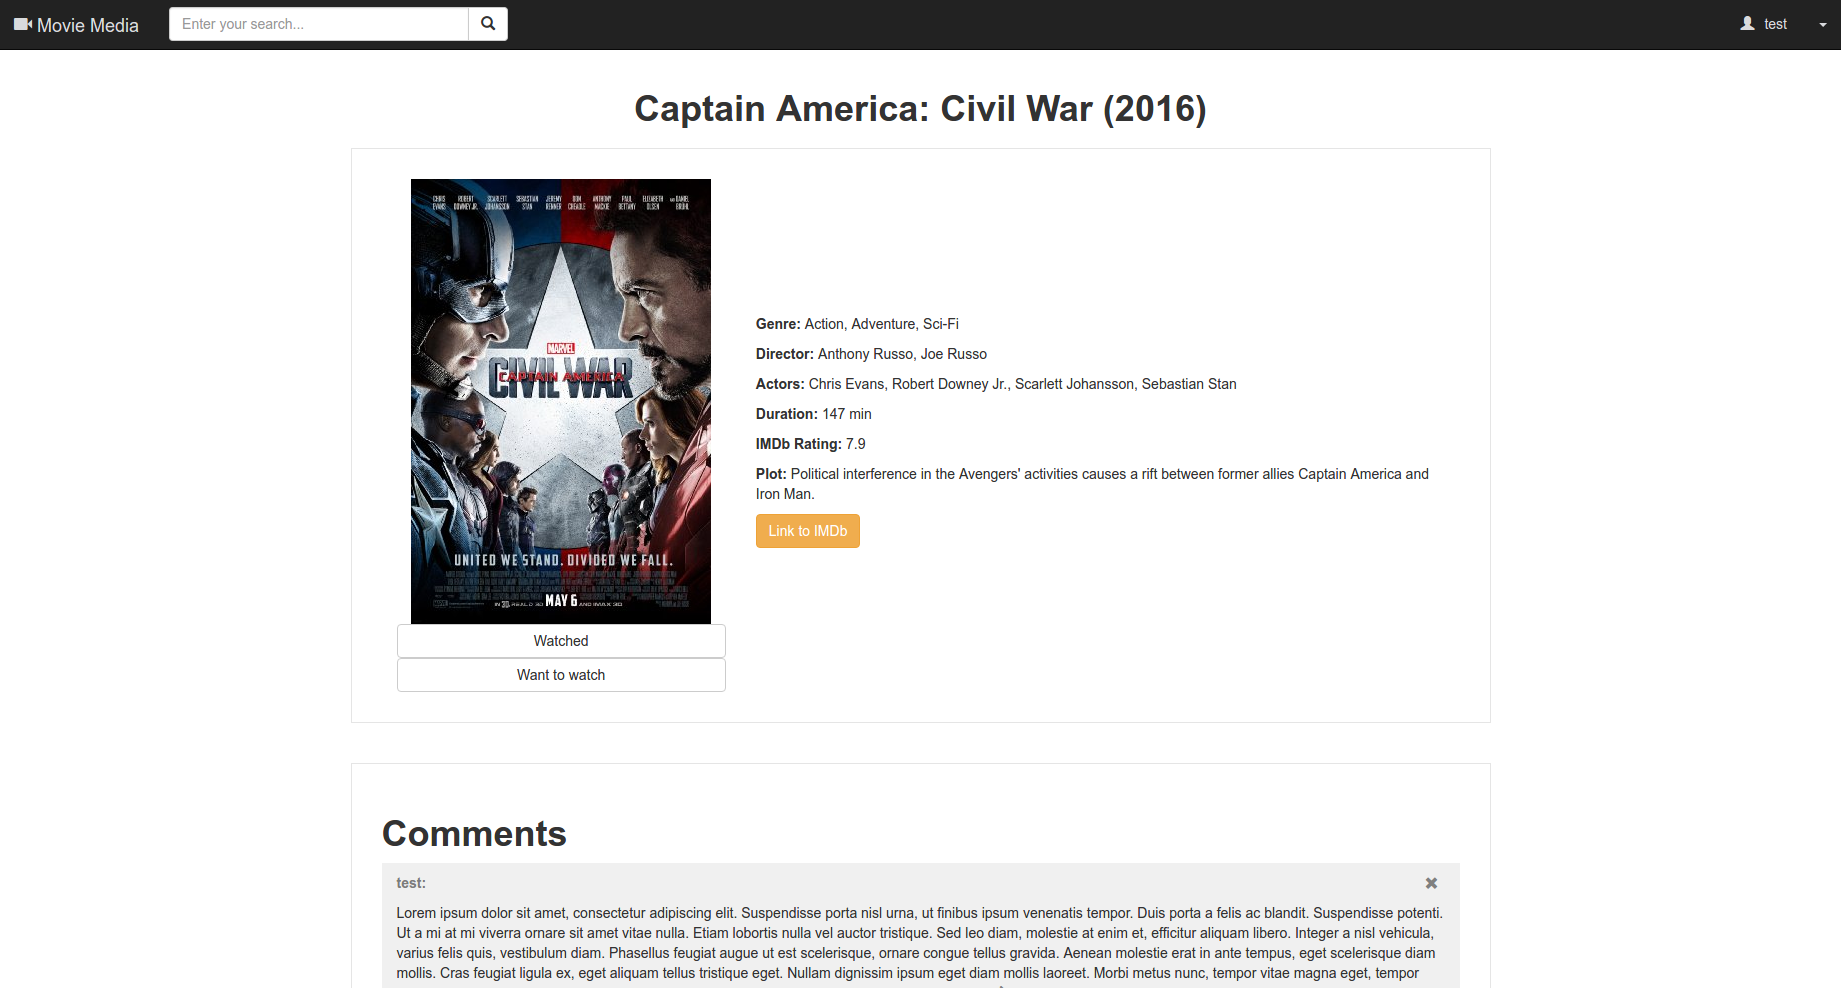 Movie Media
Enter your search...
test
Captain America: Civil War (2016)
CHRIS EVANS ROBERT DOWNEY JR. SCARLETT JOHANSSON SEBASTIAN STAN JEREMY RENNER DON CHEADLE ANTHONY MACKIE PAUL BETTANY ELIZABETH OLSEN AND DANIEL BRÜHL
MARVEL
CIVIL WAR
CAPTAIN AMERICA
UNITED WE STAND. DIVIDED WE FALL.
IN 3D, REALD 3D MAY 6 AND IMAX 3D
Watched
Want to watch
Genre: Action, Adventure, Sci-Fi
Director: Anthony Russo, Joe Russo
Actors: Chris Evans, Robert Downey Jr., Scarlett Johansson, Sebastian Stan
Duration: 147 min
IMDb Rating: 7.9
Plot: Political interference in the Avengers' activities causes a rift between former allies Captain America and
Iron Man.
Link to IMDb
Comments
test:
Lorem ipsum dolor sit amet, consectetur adipiscing elit. Suspendisse porta nisl urna, ut finibus ipsum venenatis tempor. Duis porta a felis ac blandit. Suspendisse potenti.
Ut a mi at mi viverra ornare sit amet vitae nulla. Etiam lobortis nulla vel auctor tristique. Sed leo diam, molestie at enim et, efficitur aliquam libero. Integer a nisl vehicula,
varius felis quis, vestibulum diam. Phasellus feugiat augue ut est scelerisque, ornare congue tellus gravida. Aenean molestie erat in ante tempus, eget scelerisque diam
mollis. Cras feugiat ligula ex, eget aliquam tellus tristique eget. Nullam dignissim ipsum eget diam mollis laoreet. Morbi metus nunc, tempor vitae magna eget, tempor